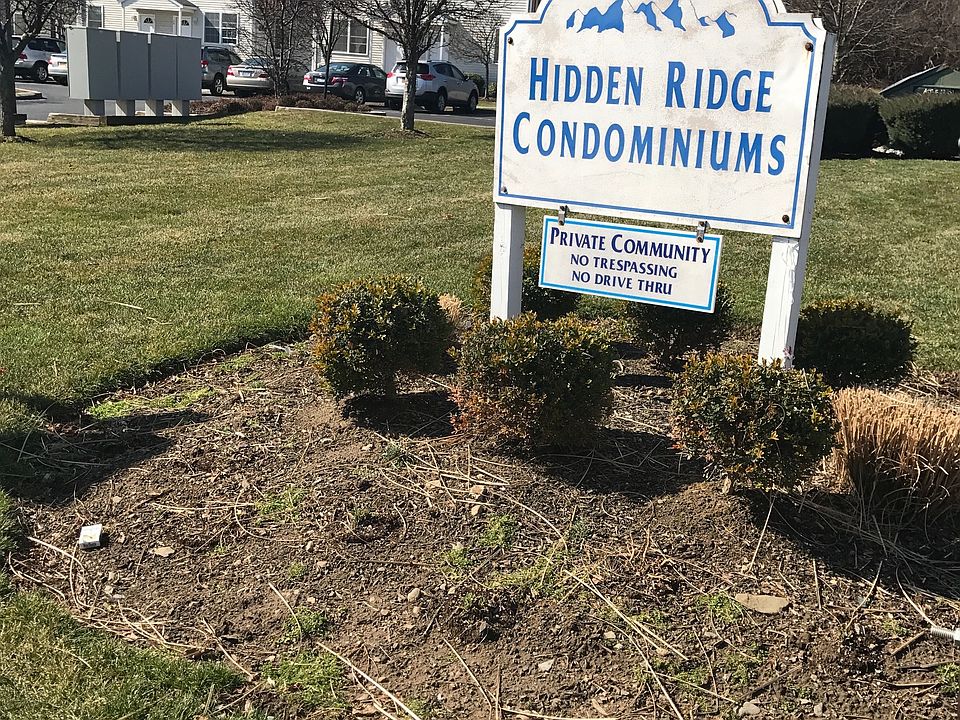 HIDDEN RIDGE
CONDOMINIUMS
PRIVATE COMMUNITY
NO TRESPASSING
NO DRIVE THRU